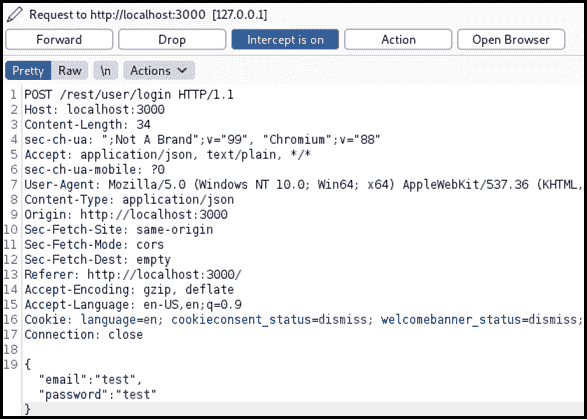 Request to http://localhost:3000 [127.0.0.1]
Forward Drop Intercept is on Action Open Browser
Pretty Raw \n Actions
1 POST /rest/user/login HTTP/1.1
2 Host: localhost:3000
3 Content-Length: 34
4 sec-ch-ua: ";Not A Brand";v="99", "Chromium";v="88"
5 Accept: application/json, text/plain, */*
6 sec-ch-ua-mobile: ?0
7 User-Agent: Mozilla/5.0 (Windows NT 10.0; Win64; x64) AppleWebKit/537.36 (KHTML,
8 Content-Type: application/json
9 Origin: http://localhost:3000
10 Sec-Fetch-Site: same-origin
11 Sec-Fetch-Mode: cors
12 Sec-Fetch-Dest: empty
13 Referer: http://localhost:3000/
14 Accept-Encoding: gzip, deflate
15 Accept-Language: en-US,en;q=0.9
16 Cookie: language=en; cookieconsent_status=dismiss; welcomebanner_status=dismiss;
17 Connection: close
18
19 {
"email":"test",
"password":"test"
}